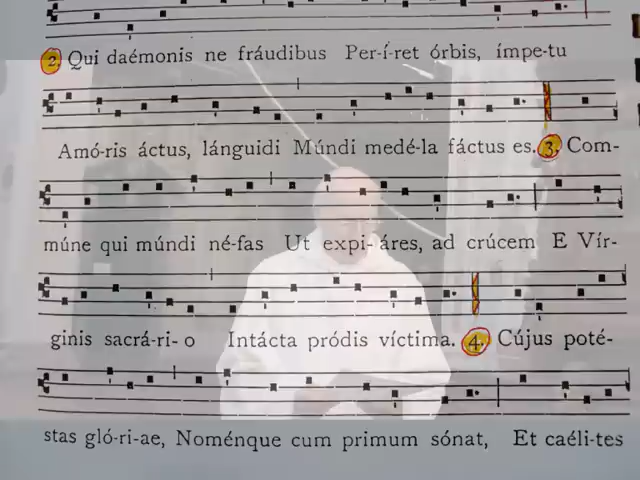 2. Qui daémonis ne fráudibus Per-í-ret órbis, ímpe-tu
Amó-ris áctus, lánguidi Múndi medé-la fáctus es. 3. Com-
múne qui múndi né-fas Ut expi-áres, ad crúcem E Vír-
ginis sacrá-ri-o Intácta pródis víctima. 4. Cújus poté-
stas gló-ri-ae, Noménque cum primum sónat, Et caéli-tes